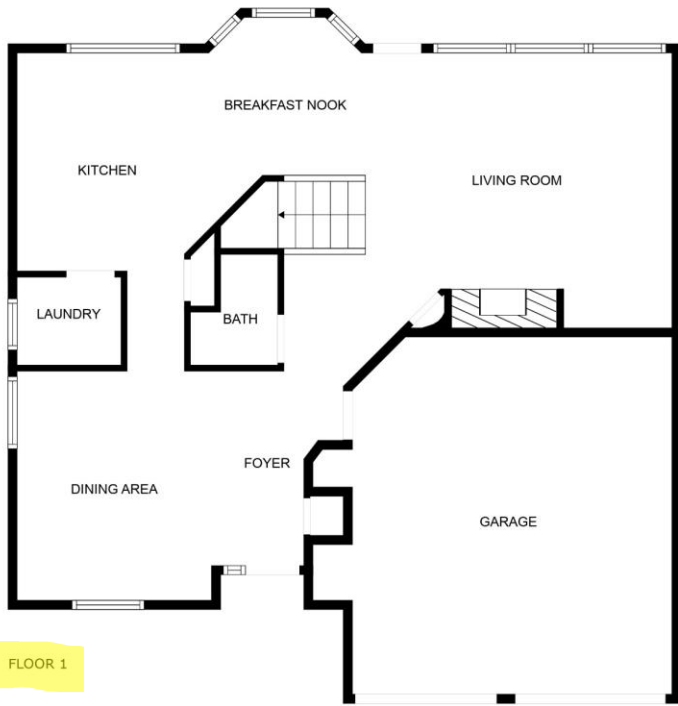 BREAKFAST NOOK
KITCHEN
LIVING ROOM
LAUNDRY
BATH
FOYER
DINING AREA
GARAGE
FLOOR 1